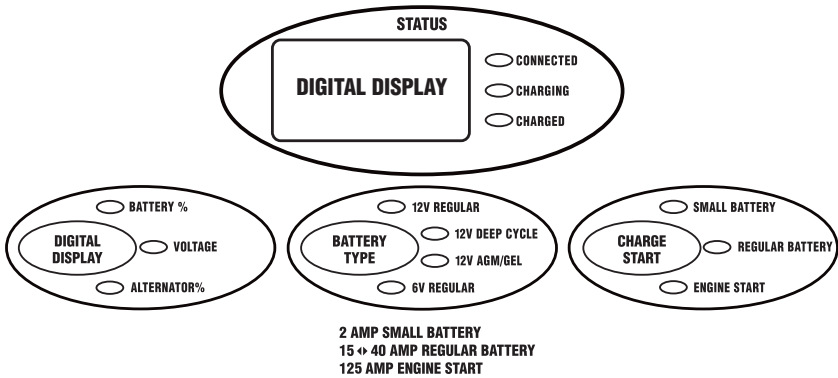 STATUS
DIGITAL DISPLAY
CONNECTED
CHARGING
CHARGED
BATTERY %
DIGITAL
DISPLAY
VOLTAGE
ALTERNATOR%
12V REGULAR
BATTERY
TYPE
12V DEEP CYCLE
12V AGM/GEL
6V REGULAR
SMALL BATTERY
CHARGE
START
REGULAR BATTERY
ENGINE START
2 AMP SMALL BATTERY
15 ↔ 40 AMP REGULAR BATTERY
125 AMP ENGINE START